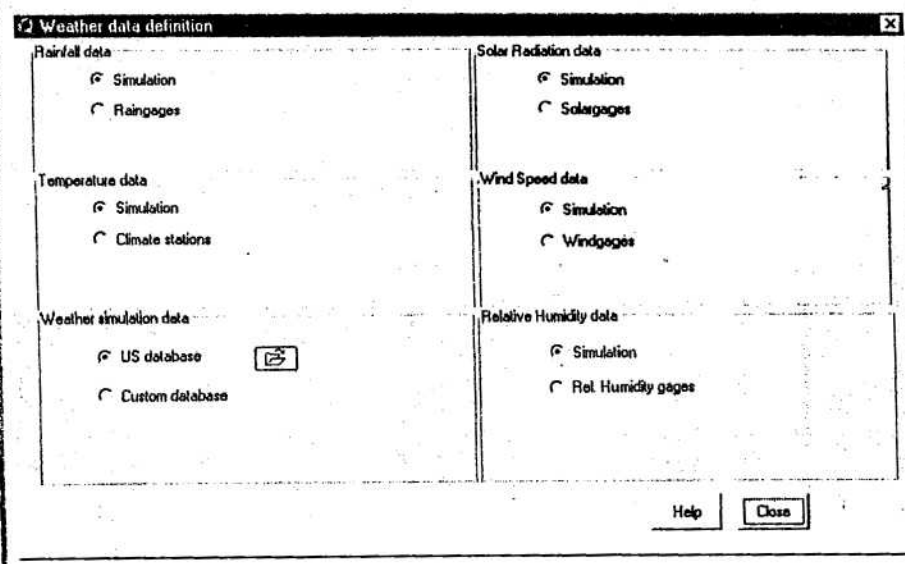 Weather data definition
Rainfall data
Simulation
Raingages
Solar Radiation data
Simulation
Solargages
Temperature data
Simulation
Climate stations
Wind Speed data
Simulation
Windgages
Weather simulation data
US database
Custom database
Relative Humidity data
Simulation
Rel. Humidity gages
Help
Close